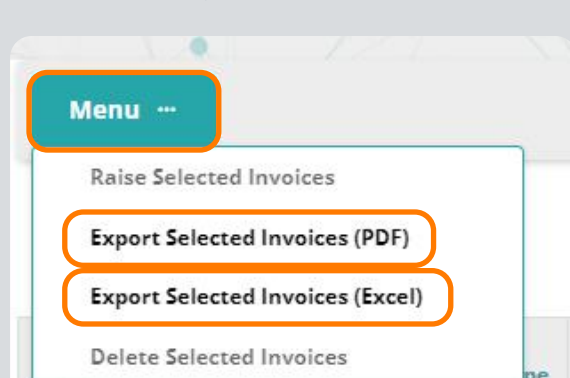 Menu ···
Raise Selected Invoices
Export Selected Invoices (PDF)
Export Selected Invoices (Excel)
Delete Selected Invoices